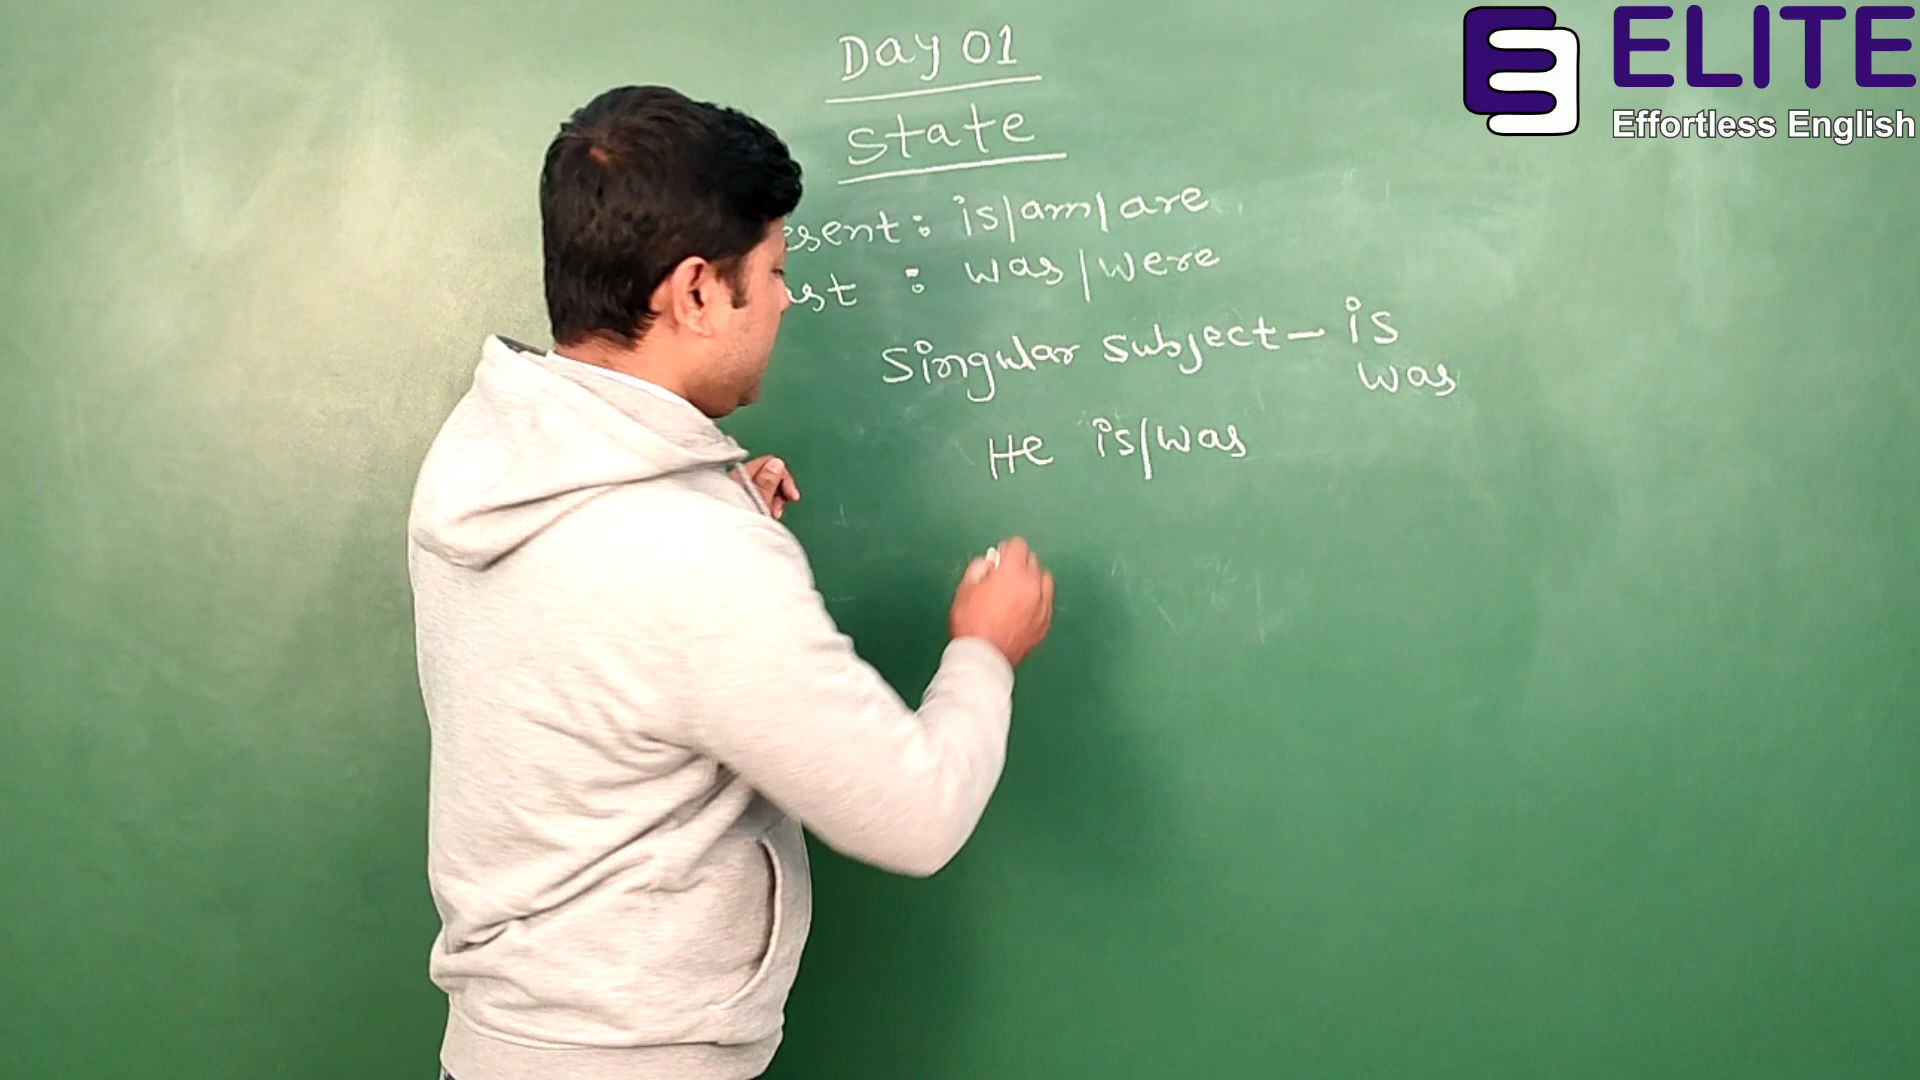 Day 01
State
esent : is/am/are
ust : was/were
Singular subject - is
was
He is/was
ELITE
Effortless English